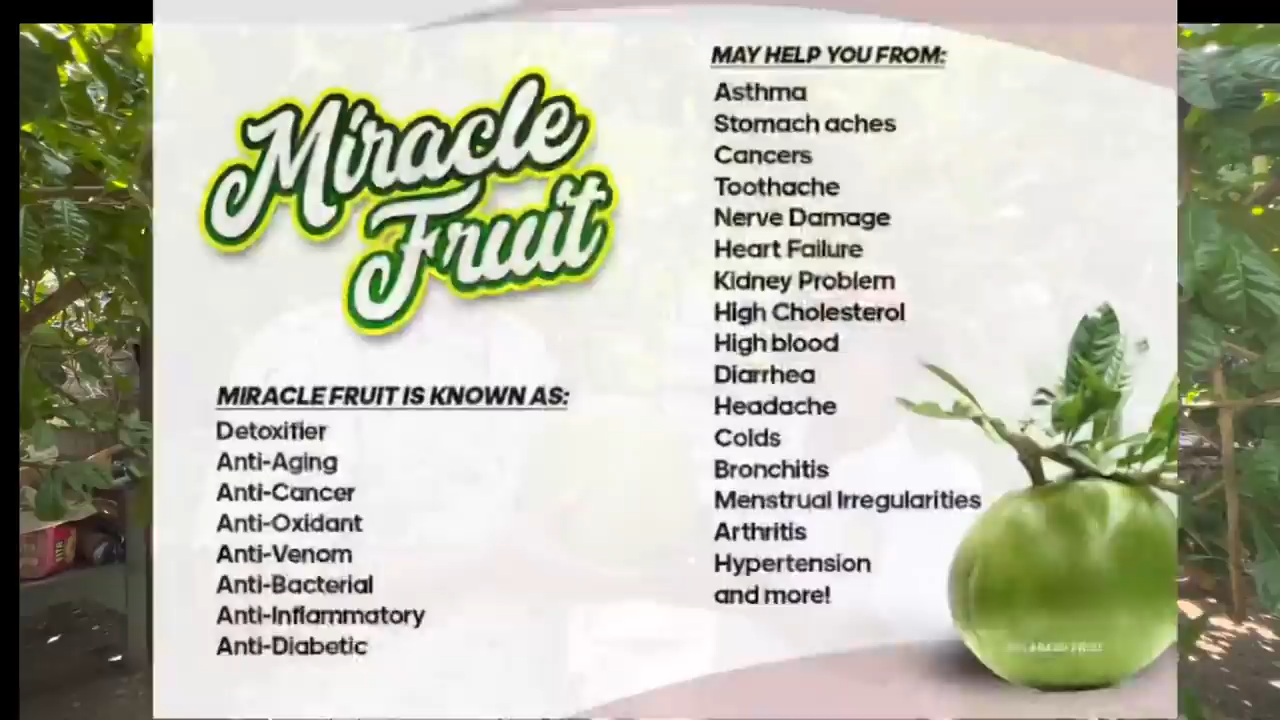 Miracle
Fruit
MIRACLE FRUIT IS KNOWN AS:
Detoxifier
Anti-Aging
Anti-Cancer
Anti-Oxidant
Anti-Venom
Anti-Bacterial
Anti-Inflammatory
Anti-Diabetic
MAY HELP YOU FROM:
Asthma
Stomach aches
Cancers
Toothache
Nerve Damage
Heart Failure
Kidney Problem
High Cholesterol
High blood
Diarrhea
Headache
Colds
Bronchitis
Menstrual Irregularities
Arthritis
Hypertension
and more!